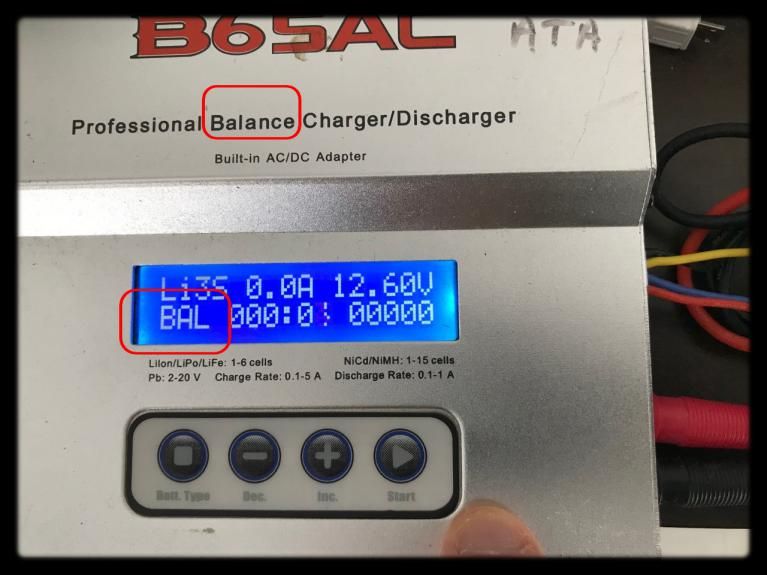 B6SAC
ATA
Professional Balance Charger/Discharger
Built-in AC/DC Adapter
Li3S 0.0A 12.60V
BAL 000:0 00000
LiIon/LiPo/LiFe: 1-6 cells NiCd/NiMH: 1-15 cells
Pb: 2-20 V Charge Rate: 0.1-5 A Discharge Rate: 0.1-1 A
Batt. Type Dec. Inc. Start